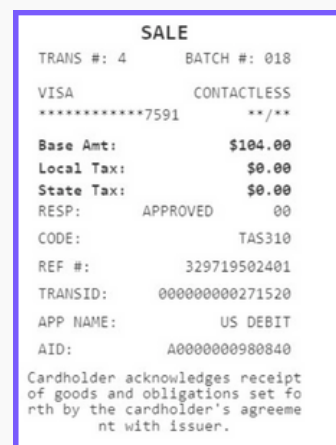 SALE
TRANS #: 4 BATCH #: 018
VISA CONTACTLESS
************7591 **/**
Base Amt: $104.00
Local Tax: $0.00
State Tax: $0.00
RESP: APPROVED 00
CODE: TAS310
REF #: 329719502401
TRANSID: 000000000271520
APP NAME: US DEBIT
AID: A0000000980840
Cardholder acknowledges receipt
of goods and obligations set fo
rth by the cardholder's agreeme
nt with issuer.